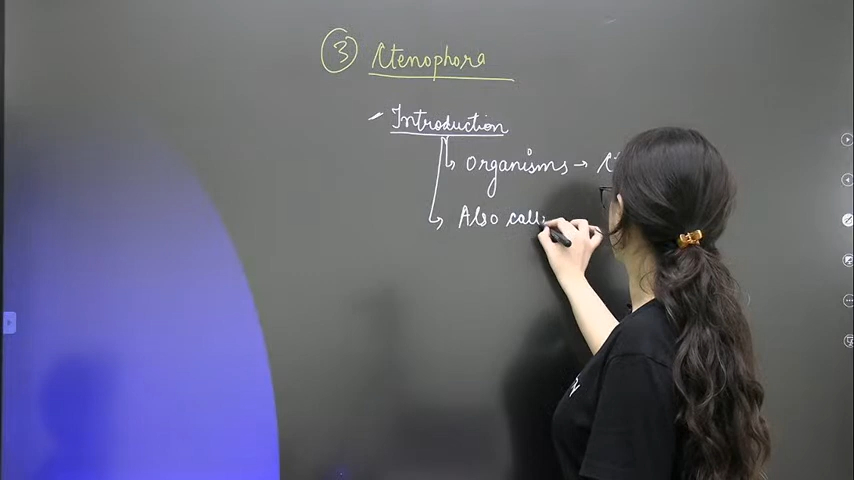 3 Ctenophora
Introduction
Organisms →
Also call